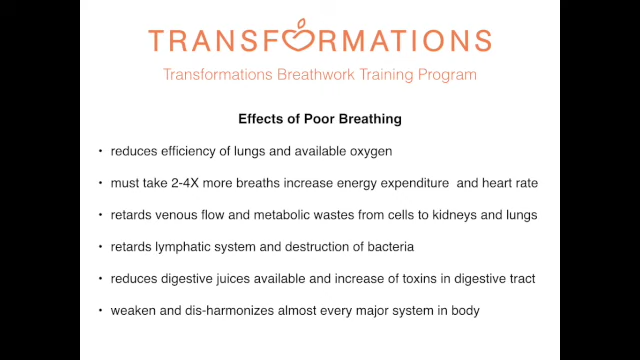 TRANSFORMATIONS
Transformations Breathwork Training Program
Effects of Poor Breathing
• reduces efficiency of lungs and available oxygen
• must take 2-4X more breaths increase energy expenditure and heart rate
• retards venous flow and metabolic wastes from cells to kidneys and lungs
• retards lymphatic system and destruction of bacteria
• reduces digestive juices available and increase of toxins in digestive tract
• weaken and dis-harmonizes almost every major system in body